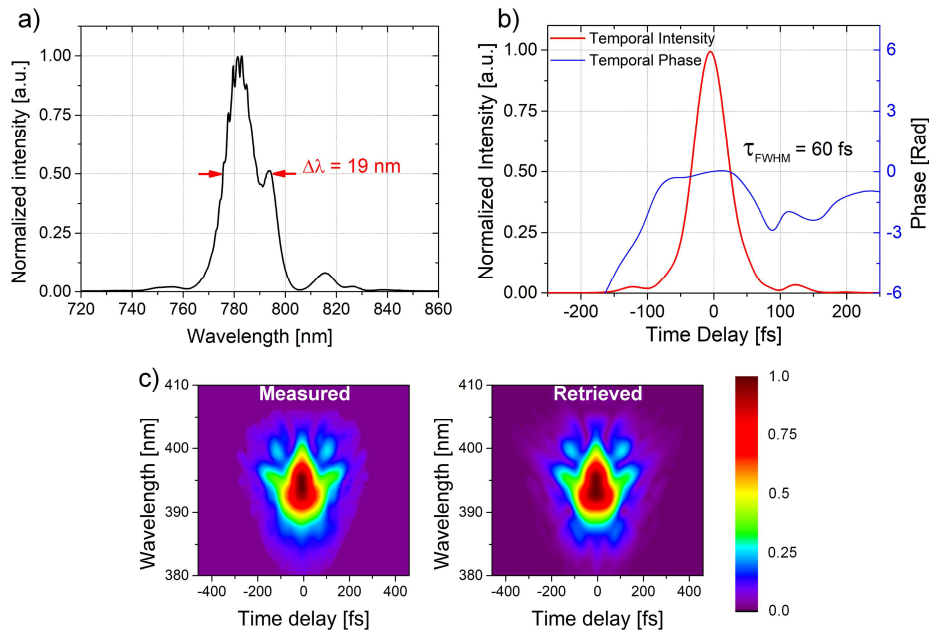 a)
Normalized intensity [a.u.]
1.00
0.75
0.50
0.25
0.00
Δλ = 19 nm
720 740 760 780 800 820 840 860
Wavelength [nm]
b)
Normalized Intensity [a.u.]
1.00
0.75
0.50
0.25
0.00
Temporal Intensity
Temporal Phase
τFWHM = 60 fs
6
3
0
-3
-6
Phase [Rad]
-200 -100 0 100 200
Time Delay [fs]
c)
Wavelength [nm]
410
400
390
380
Measured
-400 -200 0 200 400
Time delay [fs]
Wavelength [nm]
410
400
390
380
Retrieved
-400 -200 0 200 400
Time delay [fs]
1.0
0.75
0.5
0.25
0.0